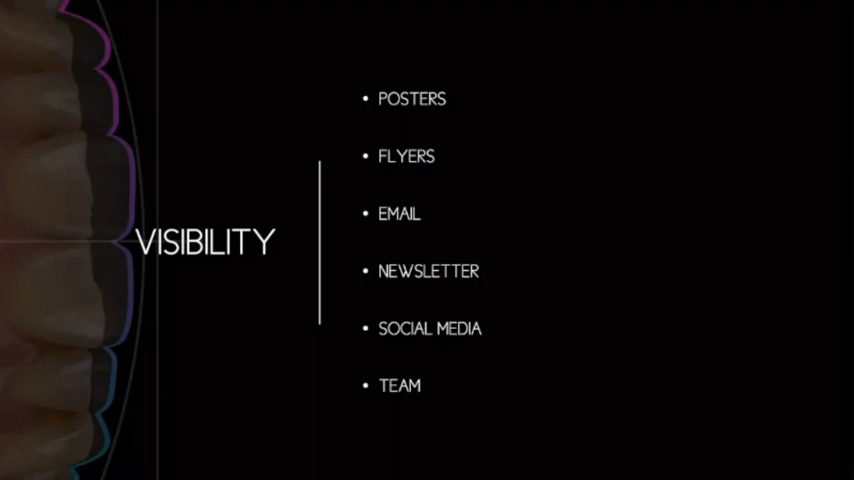 VISIBILITY
• POSTERS
• FLYERS
• EMAIL
• NEWSLETTER
• SOCIAL MEDIA
• TEAM